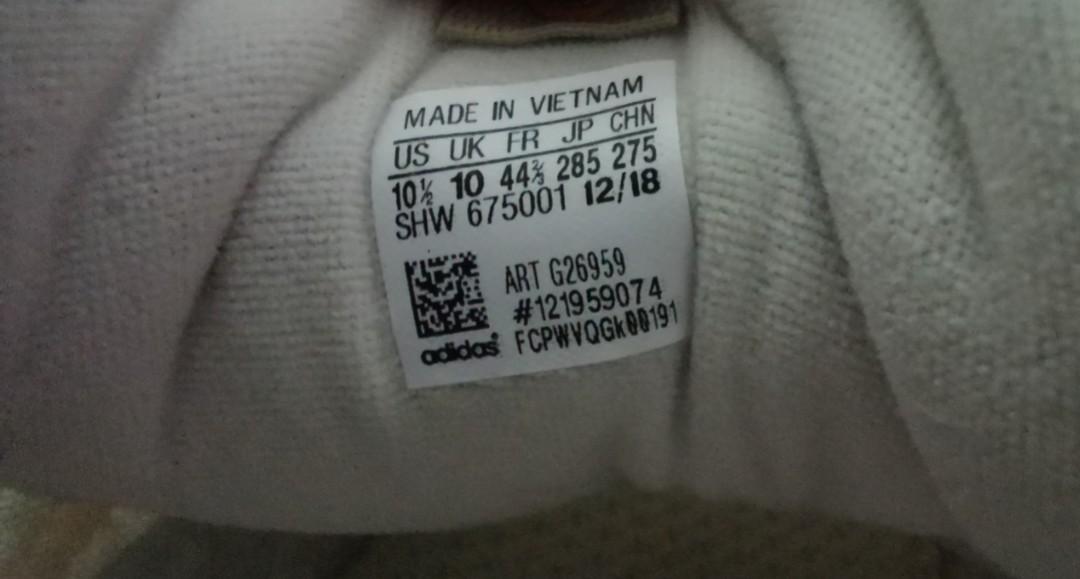 MADE IN VIETNAM
US UK FR JP CHN
10½ 10 44⅔ 285 275
SHW 675001 12/18
ART G26959
#121959074
adidas® FCPWVQGk00191